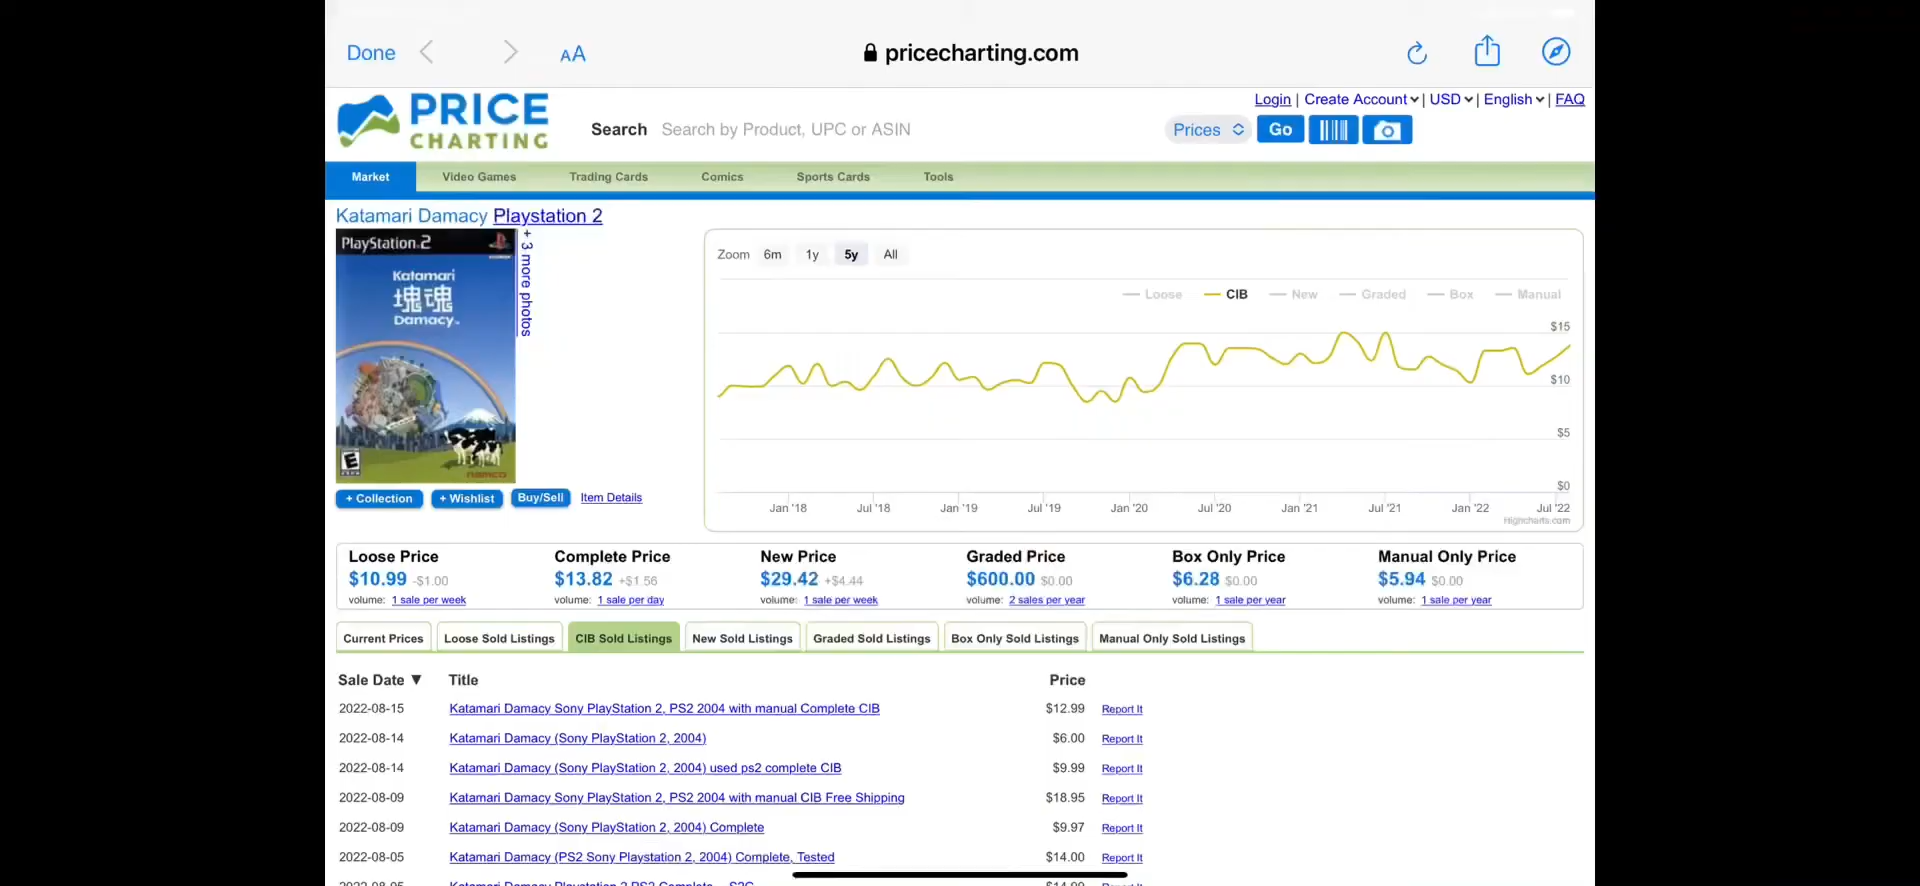 Done
AA
pricecharting.com
PRICE
CHARTING
Search Search by Product, UPC or ASIN
Login | Create Account | USD | English | FAQ
Prices Go
Market Video Games Trading Cards Comics Sports Cards Tools
Katamari Damacy Playstation 2
PlayStation 2
Katamari
塊魂
Damacy
E
namco
+ 3 more photos
+ Collection + Wishlist Buy/Sell Item Details
Zoom 6m 1y 5y All
Loose CIB New Graded Box Manual
$15
$10
$5
$0
Jan '18 Jul '18 Jan '19 Jul '19 Jan '20 Jul '20 Jan '21 Jul '21 Jan '22 Jul '22
Highcharts.com
Loose Price Complete Price New Price Graded Price Box Only Price Manual Only Price
$10.99 -$1.00 $13.82 +$1.56 $29.42 +$4.44 $600.00 $0.00 $6.28 $0.00 $5.94 $0.00
volume: 1 sale per week volume: 1 sale per day volume: 1 sale per week volume: 2 sales per year volume: 1 sale per year volume: 1 sale per year
Current Prices Loose Sold Listings CIB Sold Listings New Sold Listings Graded Sold Listings Box Only Sold Listings Manual Only Sold Listings
Sale Date ▼ Title Price
2022-08-15 Katamari Damacy Sony PlayStation 2, PS2 2004 with manual Complete CIB $12.99 Report It
2022-08-14 Katamari Damacy (Sony PlayStation 2, 2004) $6.00 Report It
2022-08-14 Katamari Damacy (Sony PlayStation 2, 2004) used ps2 complete CIB $9.99 Report It
2022-08-09 Katamari Damacy Sony PlayStation 2, PS2 2004 with manual CIB Free Shipping $18.95 Report It
2022-08-09 Katamari Damacy (Sony PlayStation 2, 2004) Complete $9.97 Report It
2022-08-05 Katamari Damacy (PS2 Sony Playstation 2, 2004) Complete, Tested $14.00 Report It
2022-08-05 Katamari Damacy Playstation 2 PS2 Complete